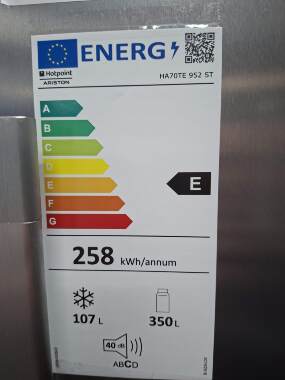 ENERG
Hotpoint
ARISTON
HA70TE 952 ST
A
B
C
D
E
E
F
G
258 kWh/annum
107 L
350 L
40 dB
ABCD